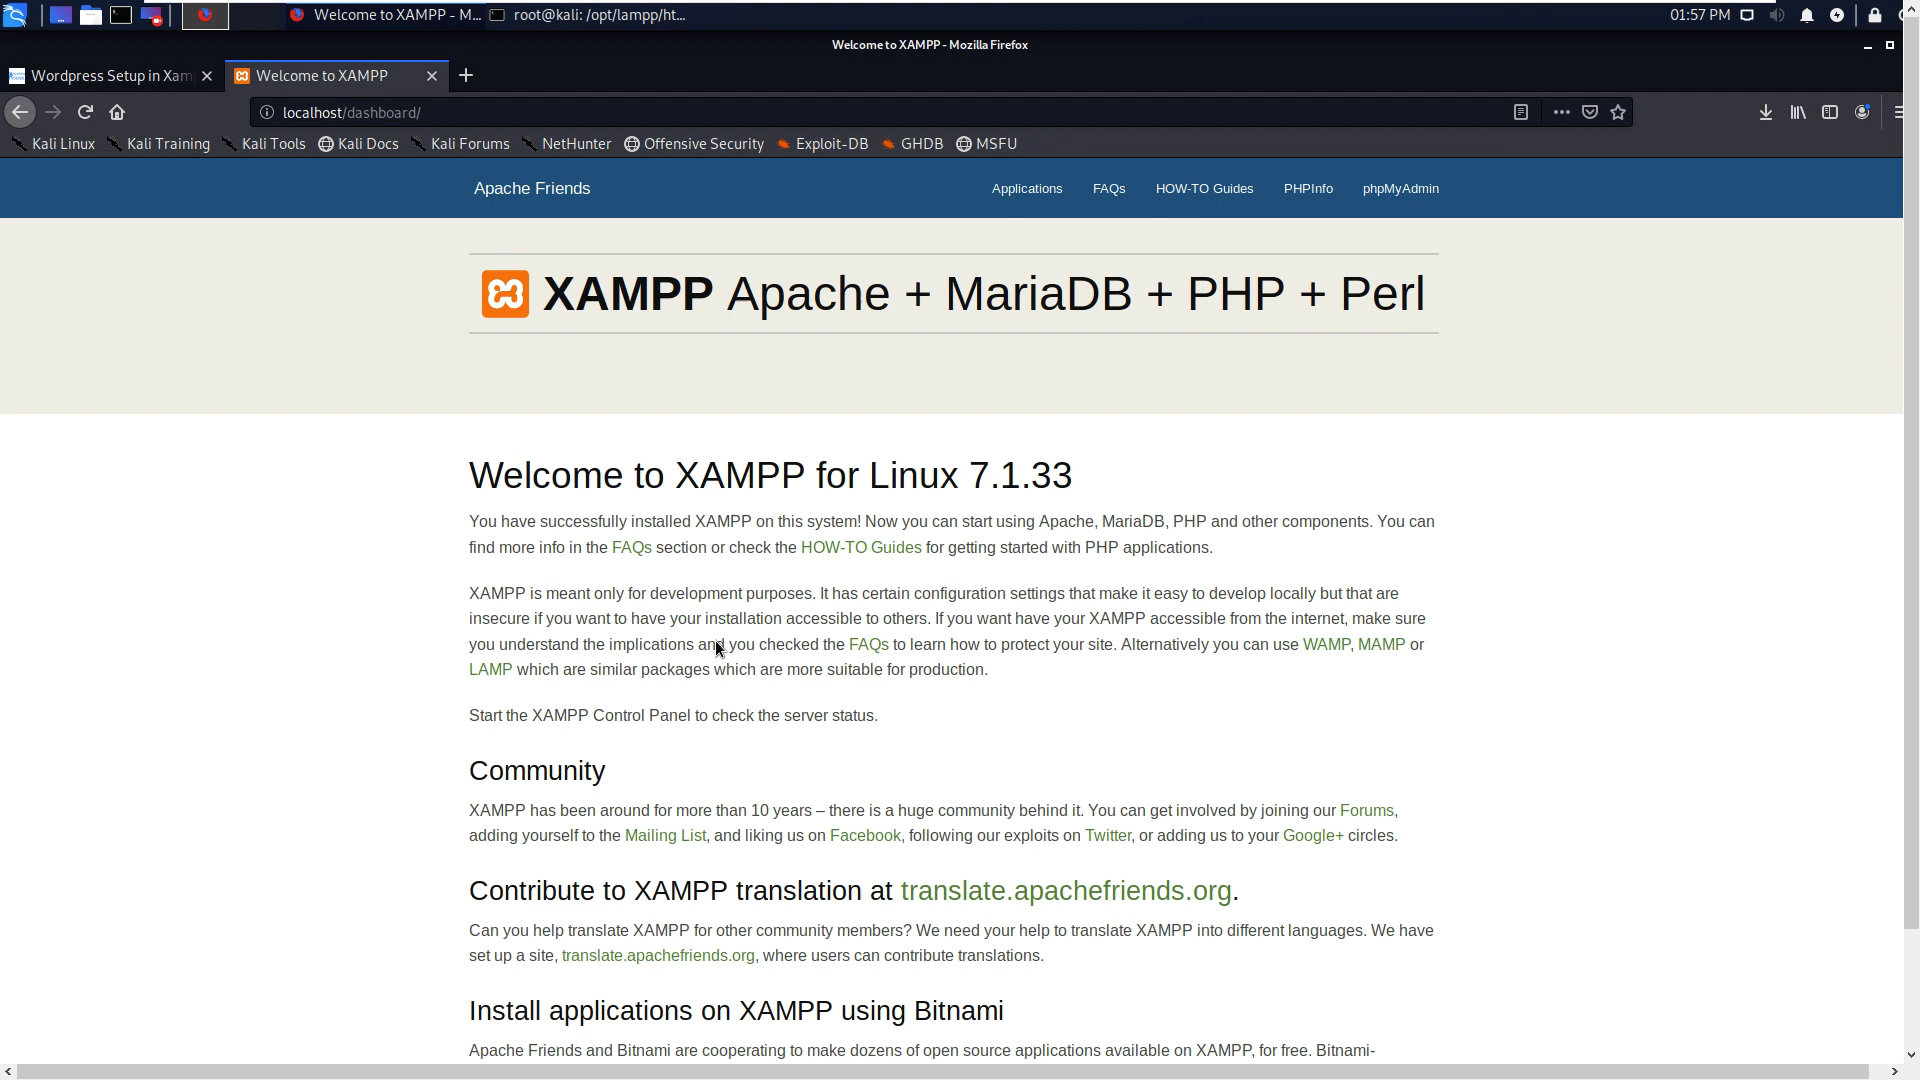 Welcome to XAMPP - M...
root@kali: /opt/lampp/ht...
01:57 PM
Welcome to XAMPP - Mozilla Firefox
Wordpress Setup in Xam
Welcome to XAMPP
localhost/dashboard/
Kali Linux
Kali Training
Kali Tools
Kali Docs
Kali Forums
NetHunter
Offensive Security
Exploit-DB
GHDB
MSFU
Apache Friends
Applications
FAQs
HOW-TO Guides
PHPInfo
phpMyAdmin
XAMPP Apache + MariaDB + PHP + Perl
Welcome to XAMPP for Linux 7.1.33
You have successfully installed XAMPP on this system! Now you can start using Apache, MariaDB, PHP and other components. You can
find more info in the FAQs section or check the HOW-TO Guides for getting started with PHP applications.
XAMPP is meant only for development purposes. It has certain configuration settings that make it easy to develop locally but that are
insecure if you want to have your installation accessible to others. If you want have your XAMPP accessible from the internet, make sure
you understand the implications and you checked the FAQs to learn how to protect your site. Alternatively you can use WAMP, MAMP or
LAMP which are similar packages which are more suitable for production.
Start the XAMPP Control Panel to check the server status.
Community
XAMPP has been around for more than 10 years – there is a huge community behind it. You can get involved by joining our Forums,
adding yourself to the Mailing List, and liking us on Facebook, following our exploits on Twitter, or adding us to your Google+ circles.
Contribute to XAMPP translation at translate.apachefriends.org.
Can you help translate XAMPP for other community members? We need your help to translate XAMPP into different languages. We have
set up a site, translate.apachefriends.org, where users can contribute translations.
Install applications on XAMPP using Bitnami
Apache Friends and Bitnami are cooperating to make dozens of open source applications available on XAMPP, for free. Bitnami-